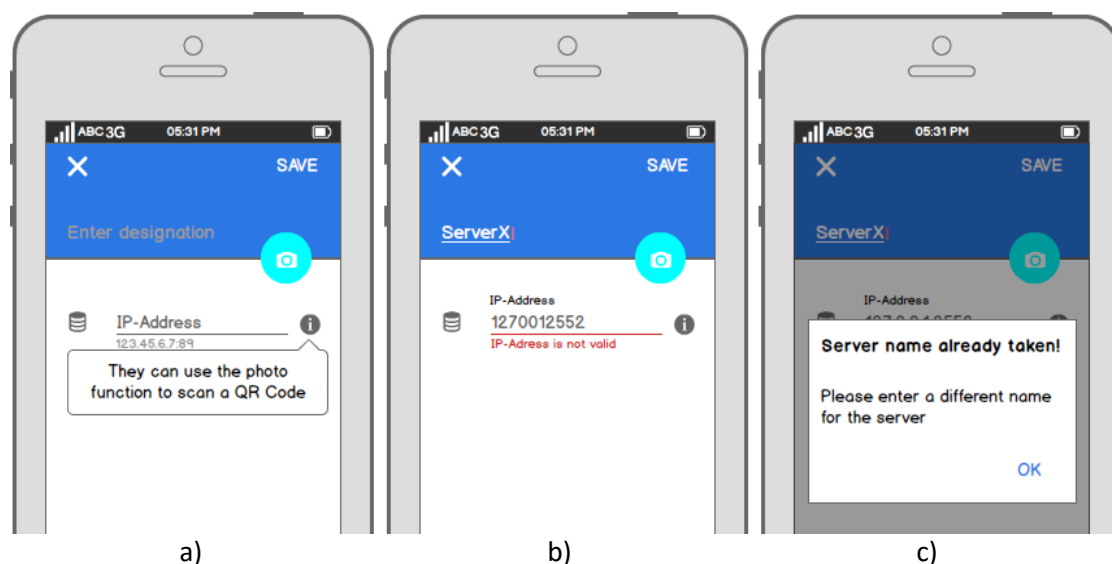 ABC 3G 05:31 PM
SAVE
Enter designation
IP-Address
123.45.6.7:89
They can use the photo
function to scan a QR Code
a)
ABC 3G 05:31 PM
SAVE
ServerX
IP-Address
1270012552
IP-Adress is not valid
b)
ABC 3G 05:31 PM
SAVE
ServerX
IP-Address
Server name already taken!
Please enter a different name
for the server
OK
c)